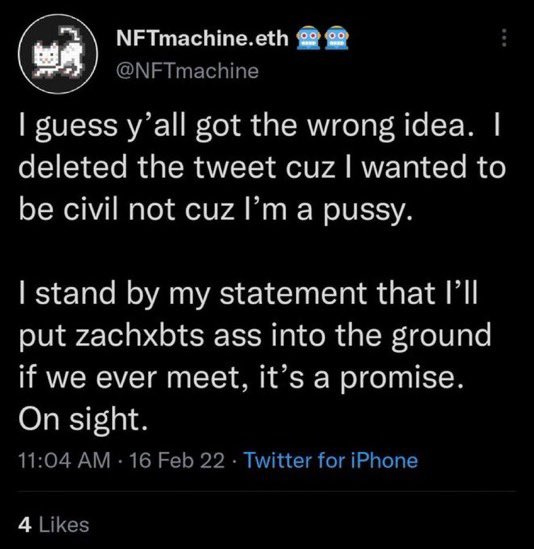 NFTmachine.eth 🤖🤖
@NFTmachine
I guess y’all got the wrong idea.  I
deleted the tweet cuz I wanted to
be civil not cuz I’m a pussy.
I stand by my statement that I’ll
put zachxbts ass into the ground
if we ever meet, it’s a promise.
On sight.
11:04 AM · 16 Feb 22 · Twitter for iPhone
4 Likes